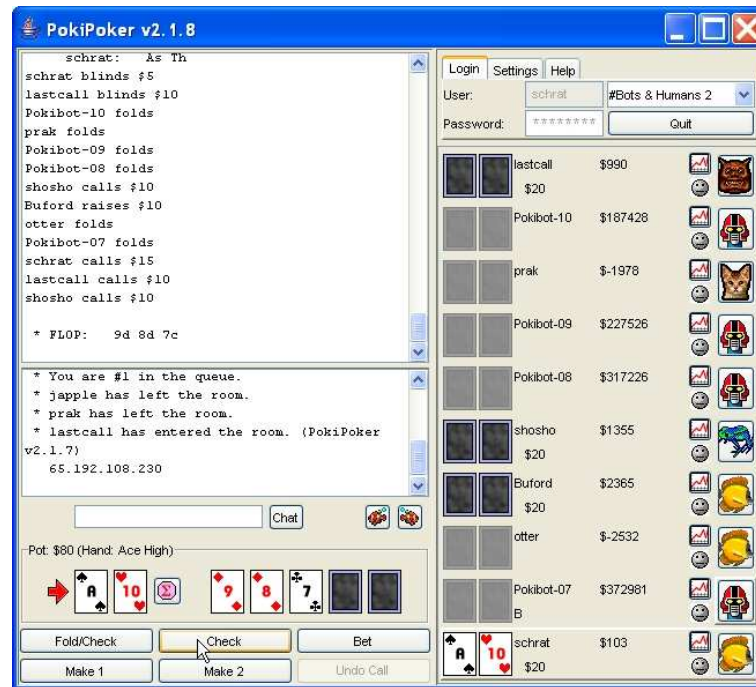 PokiPoker v2.1.8
schrat: As Th
schrat blinds $5
lastcall blinds $10
Pokibot-10 folds
prak folds
Pokibot-09 folds
Pokibot-08 folds
shosho calls $10
Buford raises $10
otter folds
Pokibot-07 folds
schrat calls $15
lastcall calls $10
shosho calls $10
* FLOP: 9d 8d 7c
* You are #1 in the queue.
* japple has left the room.
* prak has left the room.
* lastcall has entered the room. (PokiPoker
v2.1.7)
65.192.108.230
Chat
Pot: $80 (Hand: Ace High)
A 10 Σ 9 8 7
Fold/Check Check Bet
Make 1 Make 2 Undo Call
Login Settings Help
User: schrat #Bots & Humans 2
Password: ******** Quit
lastcall $990
$20
Pokibot-10 $187428
prak $-1978
Pokibot-09 $227526
Pokibot-08 $317226
shosho $1355
$20
Buford $2365
$20
otter $-2532
Pokibot-07 $372981
B
A 10 schrat $103
$20